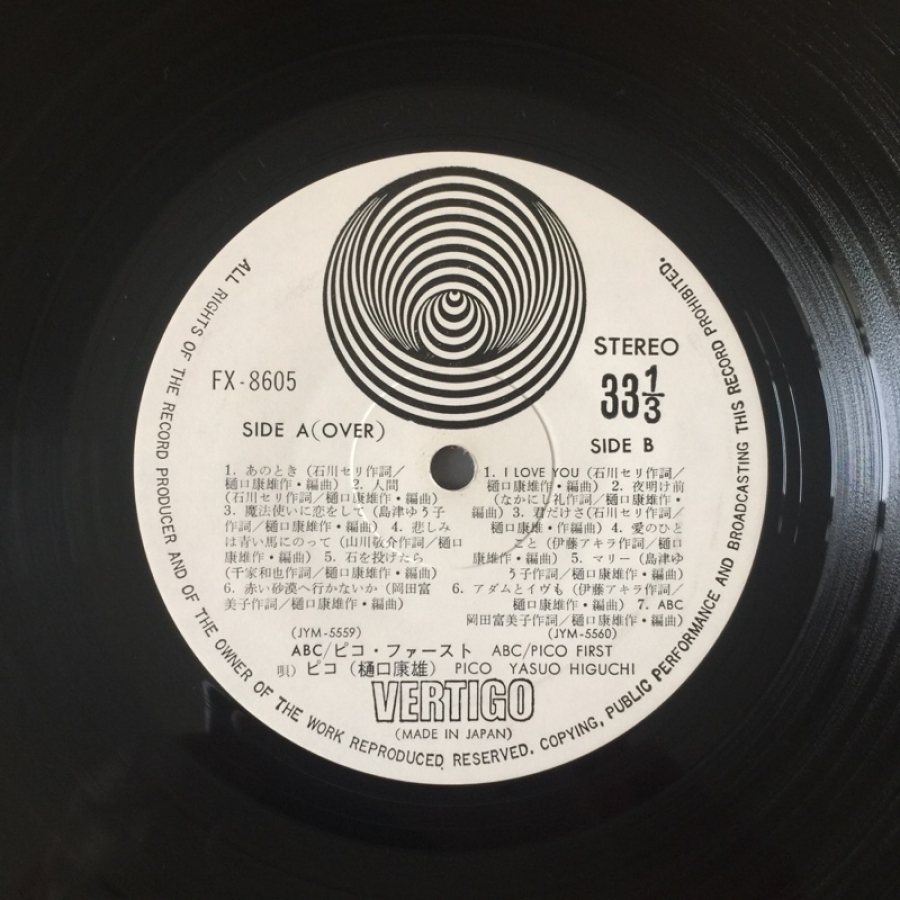 STEREO
FX-8605
33 1/3
SIDE A(OVER)
SIDE B
1. あのとき (石川セリ作詞/
樋口康雄作・編曲) 2. 人間
(石川セリ作詞/樋口康雄作・編曲)
3. 魔法使いに恋をして (島津ゆう子
作詞/樋口康雄作・編曲) 4. 悲しみ
は青い馬にのって (山川啓介作詞/樋口
康雄作・編曲) 5. 石を投げたら
(千家和也作詞/樋口康雄作・編曲)
6. 赤い砂漠へ行かないか (岡田富
美子作詞/樋口康雄作・編曲)
(JYM-5559)
1. I LOVE YOU (石川セリ作詞/
樋口康雄作・編曲) 2. 夜明け前
(なかにし礼作詞/樋口康雄作・
編曲) 3. 君だけさ(石川セリ作詞/
樋口康雄・作編曲) 4. 愛のひと
こと (伊藤アキラ作詞/樋口
康雄作・編曲) 5. マリー (島津ゆ
う子作詞/樋口康雄作・編曲)
6. アダムとイヴも (伊藤アキラ作詞/
樋口康雄作・編曲) 7. ABC
岡田富美子作詞/樋口康雄作・編曲)
(JYM-5560)
ABC/ピコ・ファースト ABC/PICO FIRST
唄) ピコ (樋口康雄) PICO YASUO HIGUCHI
VERTIGO
(MADE IN JAPAN)
ALL RIGHTS OF THE RECORD PRODUCER AND OF THE OWNER OF THE WORK REPRODUCED RESERVED. COPYING, PUBLIC PERFORMANCE AND BROADCASTING THIS RECORD PROHIBITED.